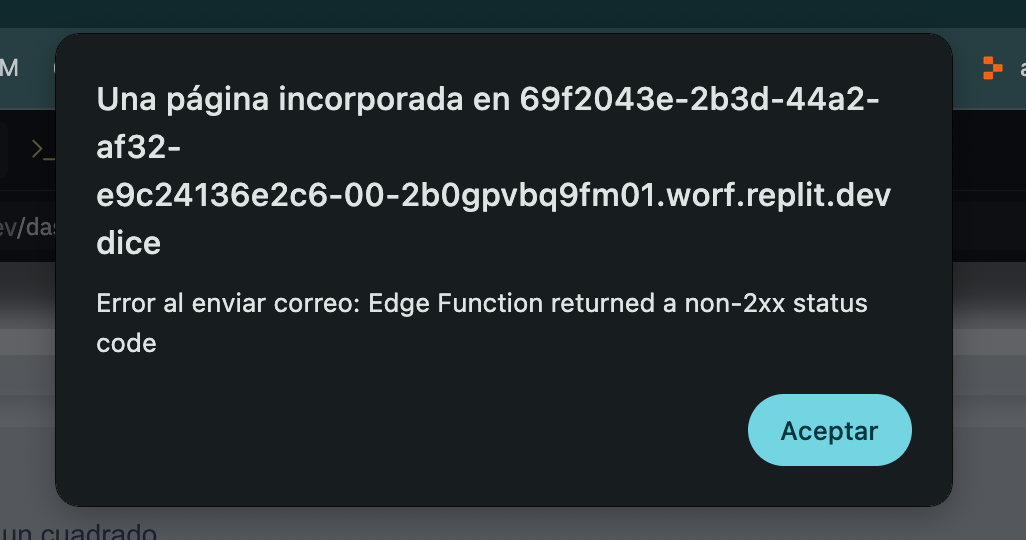 M
Una página incorporada en 69f2043e-2b3d-44a2-
af32-
e9c24136e2c6-00-2b0gpvbq9fm01.worf.replit.dev
dice
>_
ev/das
Error al enviar correo: Edge Function returned a non-2xx status
code
Aceptar
un cuadrado